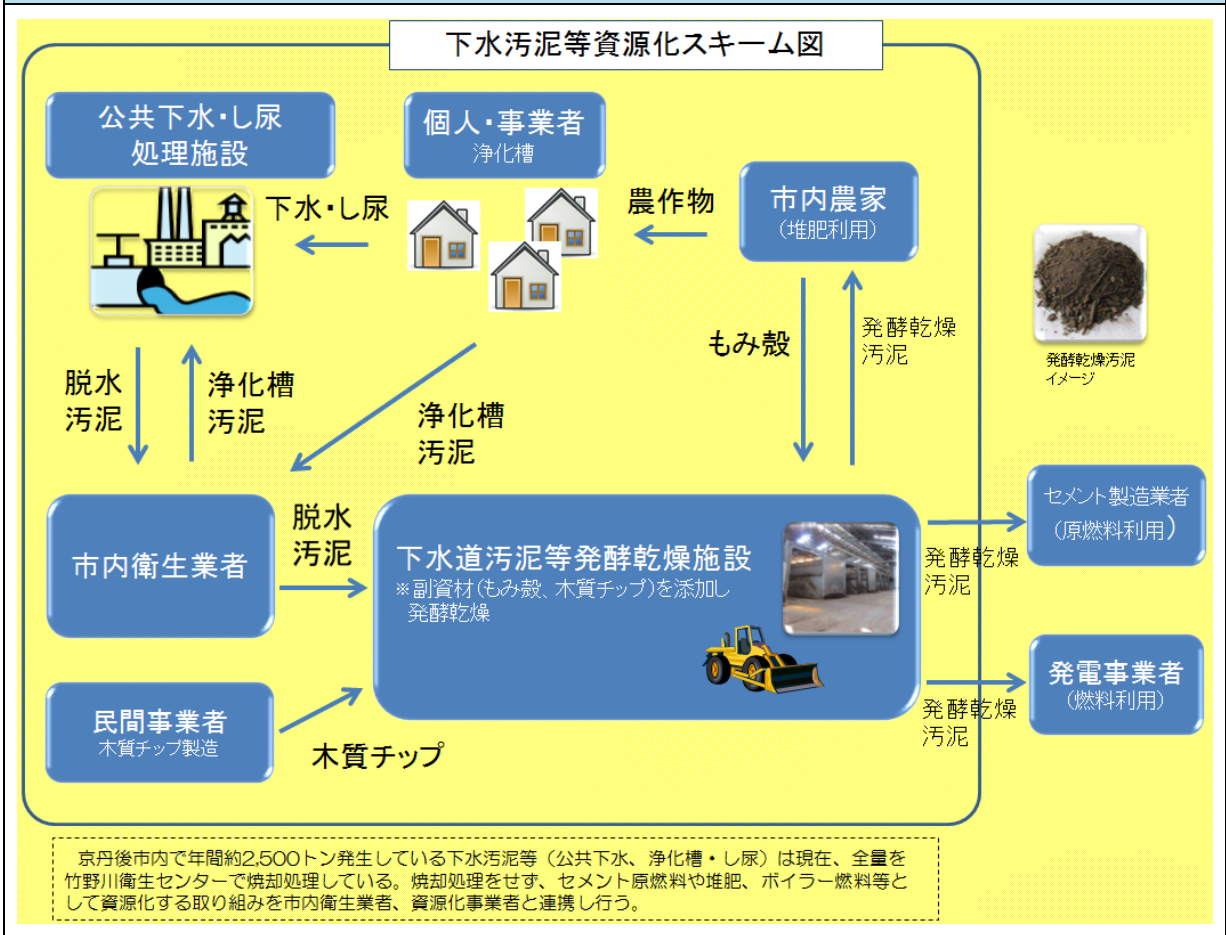 下水汚泥等資源化スキーム図
公共下水・し尿
処理施設
個人・事業者
浄化槽
市内農家
（堆肥利用）
下水・し尿
農作物
もみ殻
発酵乾燥
汚泥
発酵乾燥汚泥
イメージ
脱水
汚泥
浄化槽
汚泥
浄化槽
汚泥
市内衛生業者
脱水
汚泥
下水道汚泥等発酵乾燥施設
※副資材（もみ殻、木質チップ）を添加し
発酵乾燥
セメント製造業者
（原燃料利用）
発酵乾燥
汚泥
発電事業者
（燃料利用）
発酵乾燥
汚泥
民間事業者
木質チップ製造
木質チップ
京丹後市内で年間約2,500トン発生している下水汚泥等（公共下水、浄化槽・し尿）は現在、全量を
竹野川衛生センターで焼却処理している。焼却処理をせず、セメント原燃料や堆肥、ボイラー燃料等と
して資源化する取り組みを市内衛生業者、資源化事業者と連携し行う。